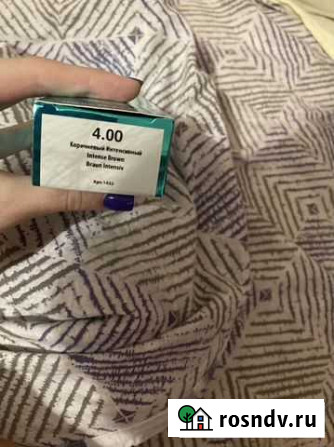 4.00
Коричневый Интенсивный
Intense Brown
Braun Intensiv
rosndv.ru